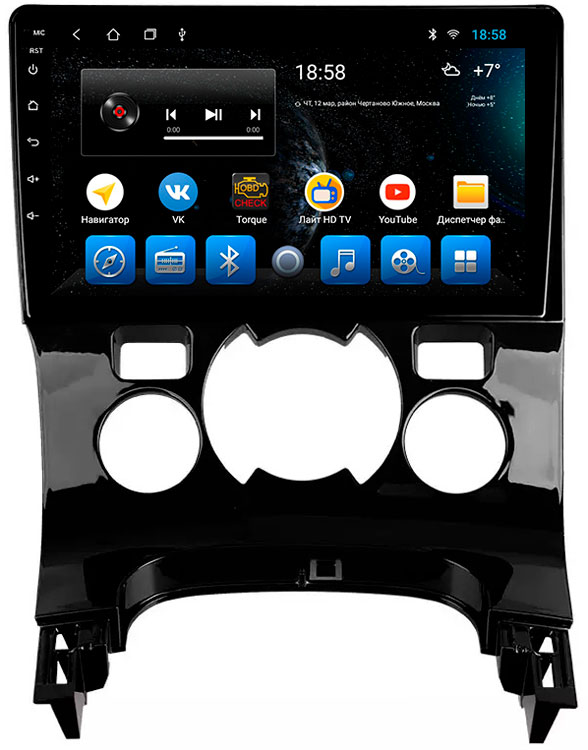 MIC
18:58
RST
18:58
+7°
0:00
0:00
ЧТ, 12 мар, район Чертаново Южное, Москва
Днём +8°
Ночью +5°
OBD
CHECK
Навигатор
VK
Torque
Лайт HD TV
YouTube
Диспетчер фа..